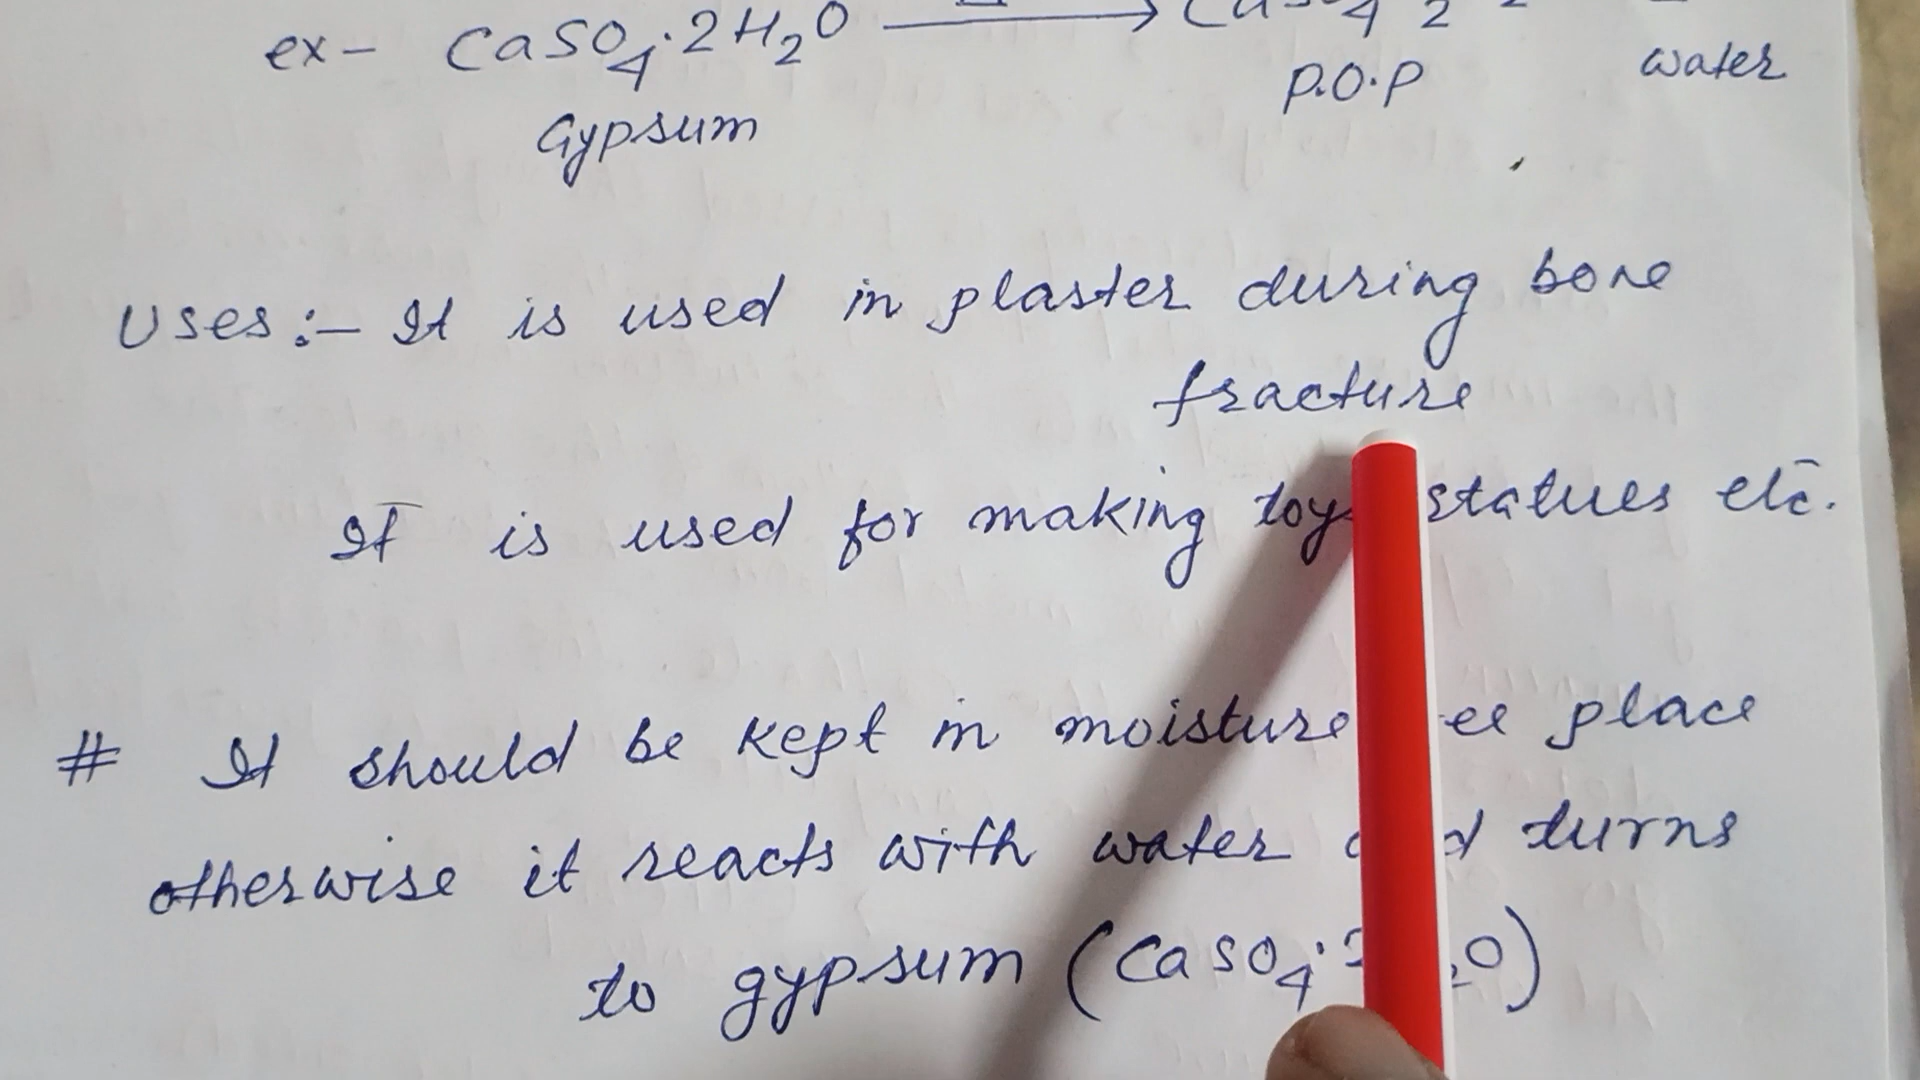 ex- CaSO4.2H2O ⟶
Gypsum
P.O.P
water
Uses:- It is used in plaster during bone
fracture
It is used for making toys statues etc.
# It should be kept in moisture place
otherwise it reacts with water turns
to gypsum (CaSO4.